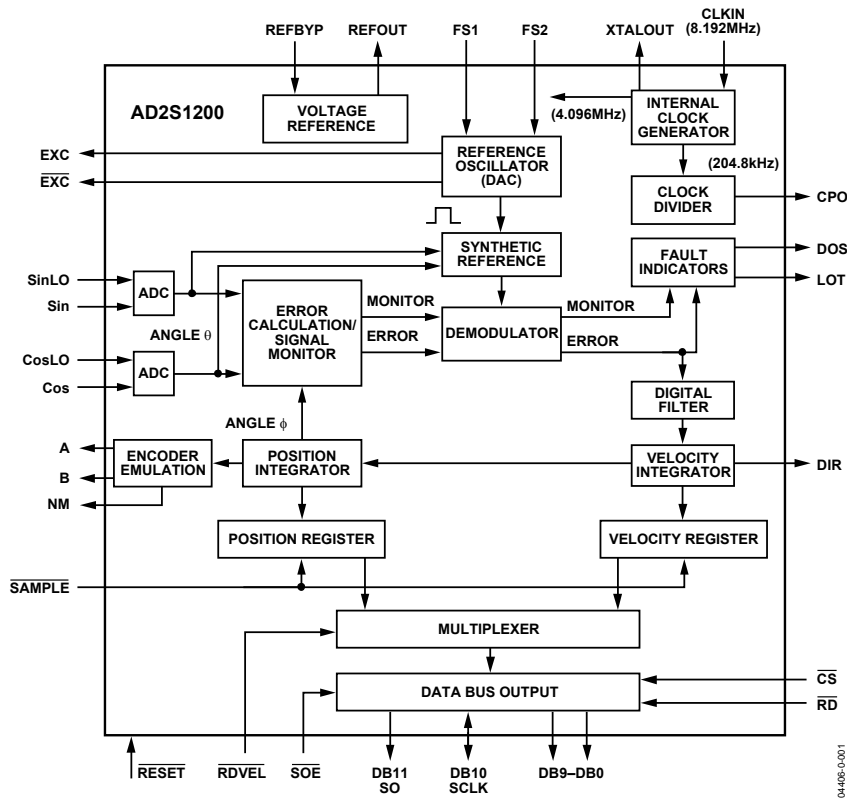 REFBYP REFOUT FS1 FS2 XTALOUT CLKIN
(8.192MHz)
AD2S1200
VOLTAGE
REFERENCE
(4.096MHz)
INTERNAL
CLOCK
GENERATOR
EXC
EXC
REFERENCE
OSCILLATOR
(DAC)
(204.8kHz)
CLOCK
DIVIDER
CPO
SYNTHETIC
REFERENCE
FAULT
INDICATORS
DOS
LOT
SinLO
Sin
ADC
ANGLE θ
ERROR
CALCULATION/
SIGNAL
MONITOR
MONITOR
ERROR
DEMODULATOR
MONITOR
ERROR
CosLO
Cos
ADC
DIGITAL
FILTER
ANGLE ϕ
A
B
NM
ENCODER
EMULATION
POSITION
INTEGRATOR
VELOCITY
INTEGRATOR
DIR
POSITION REGISTER
VELOCITY REGISTER
SAMPLE
MULTIPLEXER
DATA BUS OUTPUT
CS
RD
RESET
RDVEL
SOE
DB11
SO
DB10
SCLK
DB9–DB0
04406-0-001